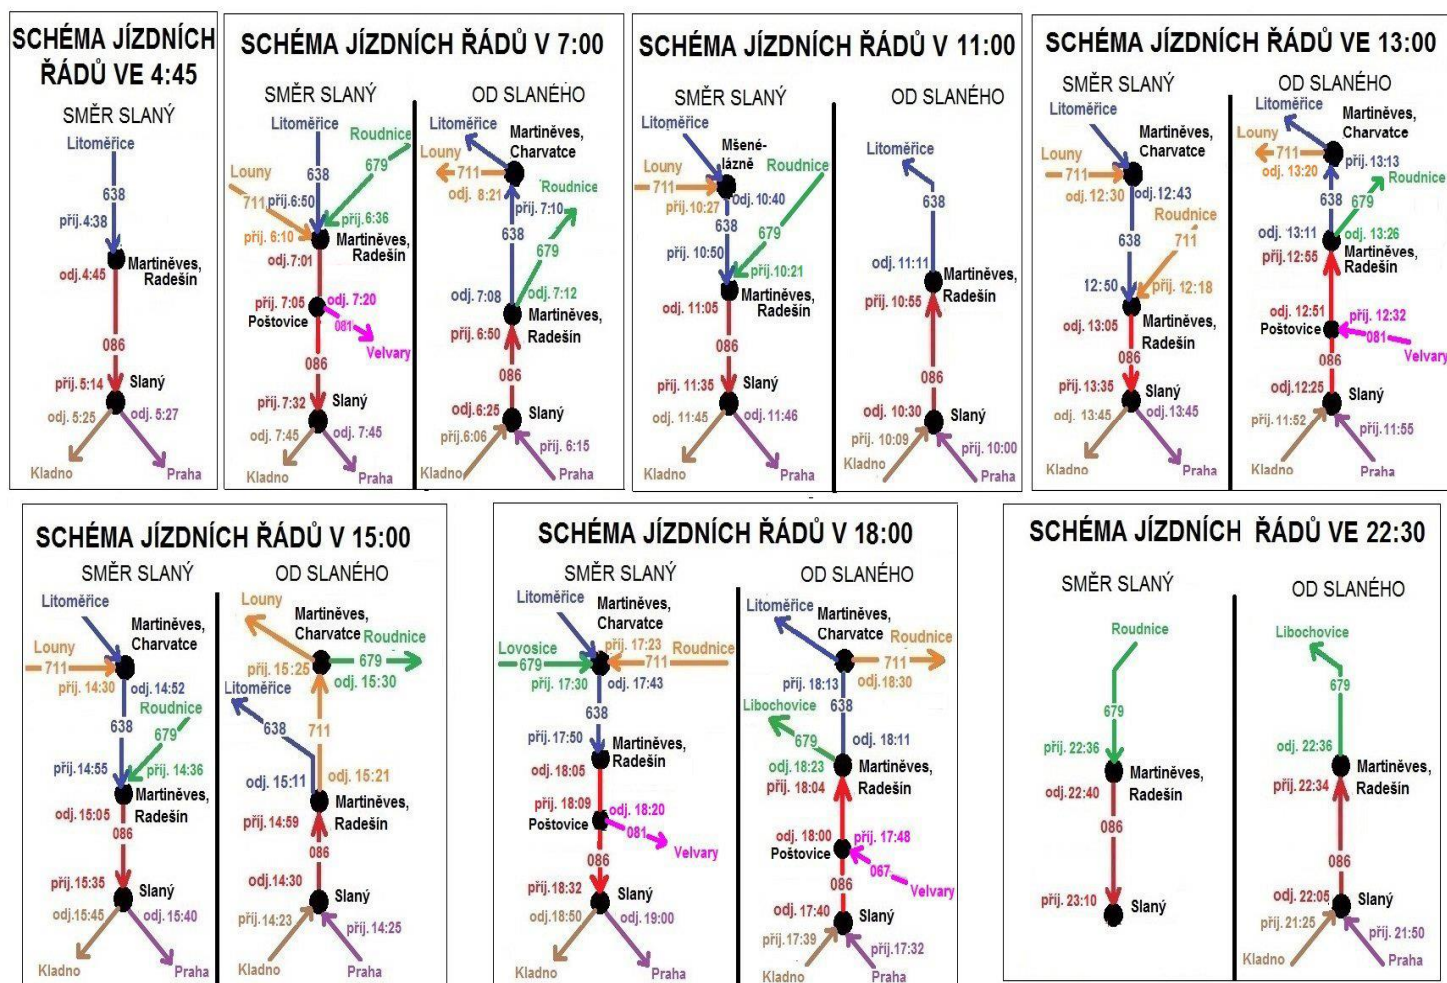 SCHÉMA JÍZDNÍCH
ŘÁDŮ VE 4:45
SMĚR SLANÝ
Litoměřice
638
příj. 4:38
Martiněves,
Radešín
odj. 4:45
086
příj. 5:14
Slaný
odj. 5:25
odj. 5:27
Kladno
Praha
SCHÉMA JÍZDNÍCH ŘÁDŮ V 7:00
SMĚR SLANÝ
Litoměřice
Roudnice
679
Louny
638
711
příj. 6:50
příj. 6:36
příj. 6:10
Martiněves,
Radešín
odj. 7:01
příj. 7:05
odj. 7:20
Poštovice
081
Velvary
086
příj. 7:32
Slaný
odj. 7:45
odj. 7:45
Kladno
Praha
OD SLANÉHO
Litoměřice
Martiněves,
Charvatce
Louny
711
odj. 8:21
příj. 7:10
Roudnice
638
679
odj. 7:08
odj. 7:12
Martiněves,
Radešín
příj. 6:50
086
odj. 6:25
Slaný
příj. 6:06
příj. 6:15
Kladno
Praha
SCHÉMA JÍZDNÍCH ŘÁDŮ V 11:00
SMĚR SLANÝ
Litoměřice
Mšené-
lázně
Roudnice
Louny
711
příj. 10:27
odj. 10:40
638
679
příj. 10:50
příj. 10:21
Martiněves,
Radešín
odj. 11:05
086
příj. 11:35
Slaný
odj. 11:45
odj. 11:46
Kladno
Praha
OD SLANÉHO
Litoměřice
638
odj. 11:11
Martiněves,
Radešín
příj. 10:55
086
odj. 10:30
Slaný
příj. 10:09
příj. 10:00
Kladno
Praha
SCHÉMA JÍZDNÍCH ŘÁDŮ VE 13:00
SMĚR SLANÝ
Litoměřice
Martiněves,
Charvatce
Louny
711
odj. 12:30
odj. 12:43
Roudnice
638
711
12:50
příj. 12:18
odj. 13:05
Martiněves,
Radešín
086
příj. 13:35
Slaný
odj. 13:45
odj. 13:45
Kladno
Praha
OD SLANÉHO
Litoměřice
Martiněves,
Charvatce
Louny
711
odj. 13:20
příj. 13:13
Roudnice
638
679
odj. 13:11
odj. 13:26
Martiněves,
Radešín
příj. 12:55
odj. 12:51
příj. 12:32
Poštovice
081
Velvary
086
odj. 12:25
Slaný
příj. 11:52
příj. 11:55
Kladno
Praha
SCHÉMA JÍZDNÍCH ŘÁDŮ V 15:00
SMĚR SLANÝ
Litoměřice
Martiněves,
Charvatce
Louny
711
příj. 14:30
odj. 14:52
Roudnice
638
679
příj. 14:55
příj. 14:36
Martiněves,
Radešín
odj. 15:05
086
příj. 15:35
Slaný
odj. 15:45
odj. 15:40
Kladno
Praha
OD SLANÉHO
Louny
Martiněves,
Charvatce
Roudnice
679
příj. 15:25
odj. 15:30
Litoměřice
638
711
odj. 15:11
odj. 15:21
Martiněves,
Radešín
příj. 14:59
086
odj. 14:30
Slaný
příj. 14:23
příj. 14:25
Kladno
Praha
SCHÉMA JÍZDNÍCH ŘÁDŮ V 18:00
SMĚR SLANÝ
Litoměřice
Martiněves,
Charvatce
Lovosice
příj. 17:23
Roudnice
679
711
příj. 17:30
odj. 17:43
638
příj. 17:50
Martiněves,
Radešín
odj. 18:05
příj. 18:09
odj. 18:20
Poštovice
081
Velvary
086
příj. 18:32
Slaný
odj. 18:50
odj. 19:00
Kladno
Praha
OD SLANÉHO
Litoměřice
Martiněves,
Charvatce
Roudnice
711
příj. 18:13
odj. 18:30
Libochovice
638
679
odj. 18:11
odj. 18:23
Martiněves,
Radešín
příj. 18:04
odj. 18:00
příj. 17:48
Poštovice
067
Velvary
086
odj. 17:40
Slaný
příj. 17:39
příj. 17:32
Kladno
Praha
SCHÉMA JÍZDNÍCH ŘÁDŮ VE 22:30
SMĚR SLANÝ
Roudnice
679
příj. 22:36
Martiněves,
Radešín
odj. 22:40
086
příj. 23:10
Slaný
OD SLANÉHO
Libochovice
679
odj. 22:36
Martiněves,
Radešín
příj. 22:34
086
odj. 22:05
Slaný
příj. 21:25
příj. 21:50
Kladno
Praha